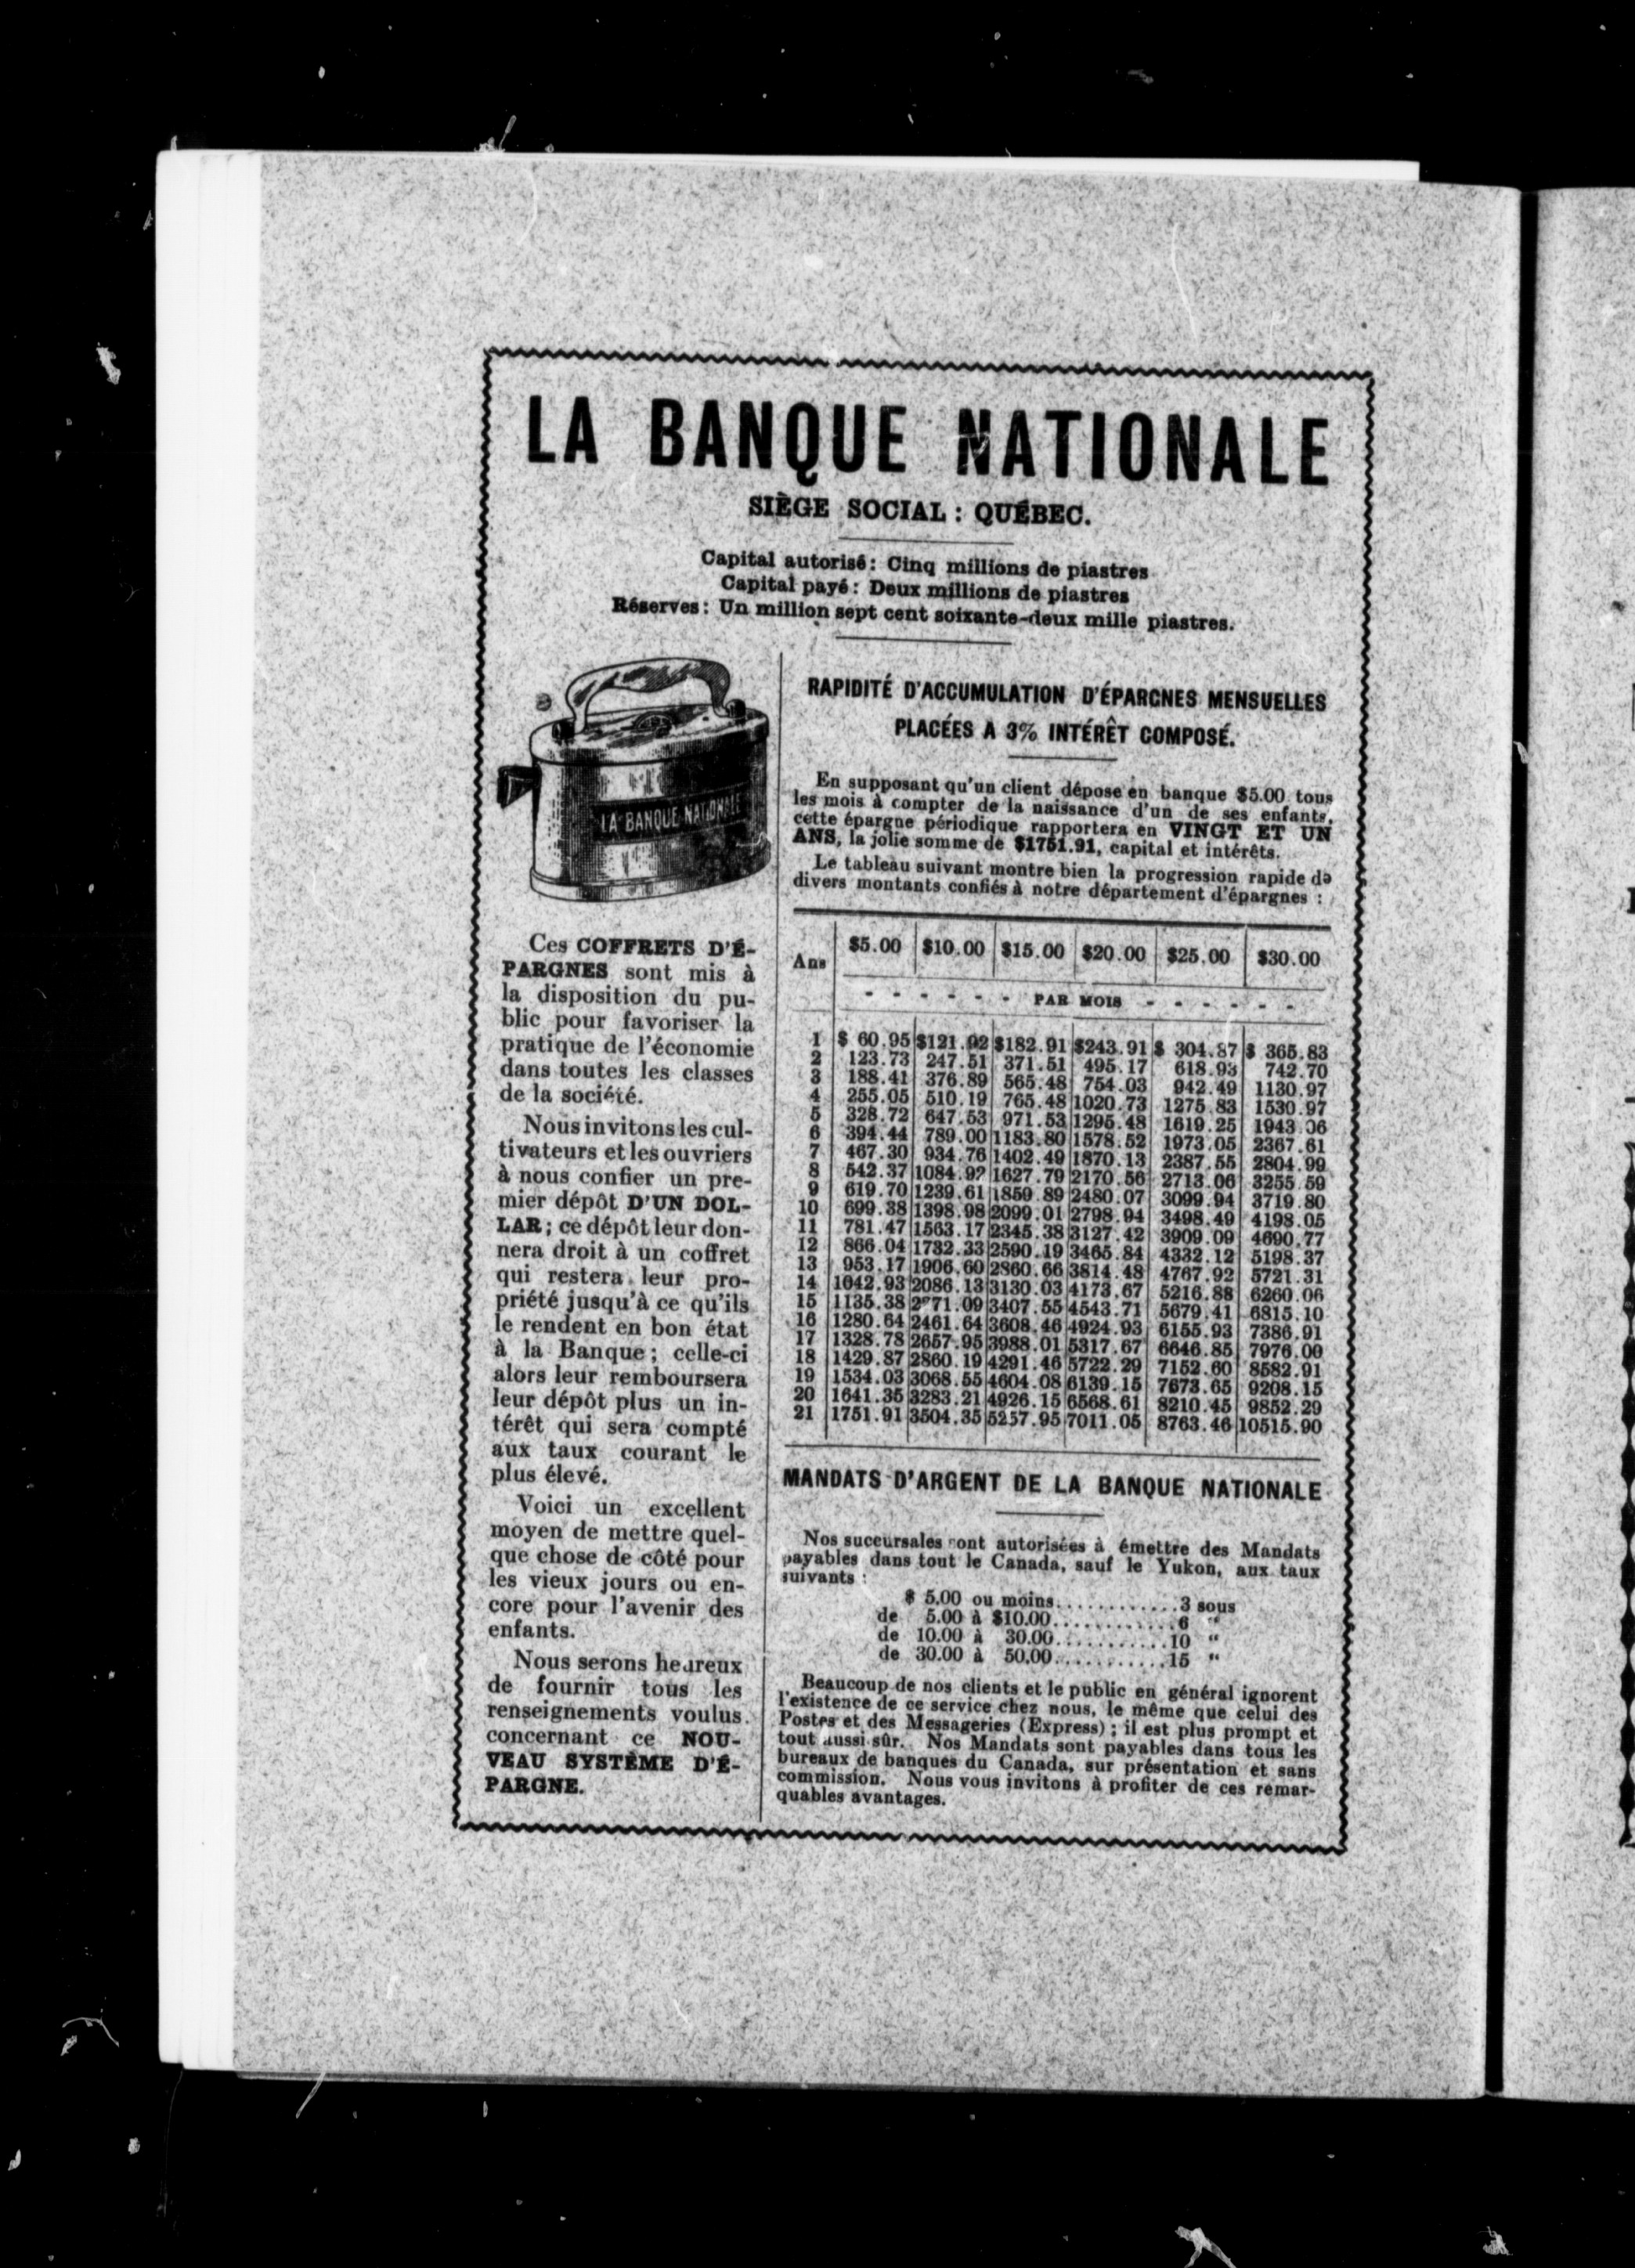 LA BANQUE NATIONALE
SIÈGE SOCIAL : QUÉBEC.
Capital autorisé : Cinq millions de piastres
Capital payé : Deux millions de piastres
Réserves : Un million sept cent soixante-deux mille piastres.
LA BANQUE NATIONALE
Ces COFFRETS D'É-
PARGNES sont mis à
la disposition du pu-
blic pour favoriser la
pratique de l'économie
dans toutes les classes
de la société.
Nous invitons les cul-
tivateurs et les ouvriers
à nous confier un pre-
mier dépôt D'UN DOL-
LAR ; ce dépôt leur don-
nera droit à un coffret
qui restera leur pro-
priété jusqu'à ce qu'ils
le rendent en bon état
à la Banque ; celle-ci
alors leur remboursera
leur dépôt plus un in-
térêt qui sera compté
aux taux courant le
plus élevé.
Voici un excellent
moyen de mettre quel-
que chose de côté pour
les vieux jours ou en-
core pour l'avenir des
enfants.
Nous serons heureux
de fournir tous les
renseignements voulus
concernant ce NOU-
VEAU SYSTÈME D'É-
PARGNE.
RAPIDITÉ D'ACCUMULATION D'ÉPARGNES MENSUELLES
PLACÉES A 3% INTÉRÊT COMPOSÉ.
En supposant qu'un client dépose en banque $5.00 tous
les mois à compter de la naissance d'un de ses enfants,
cette épargne périodique rapportera en VINGT ET UN
ANS, la jolie somme de $1751.91, capital et intérêts.
Le tableau suivant montre bien la progression rapide de
divers montants confiés à notre département d'épargnes :
Ans $5.00 $10.00 $15.00 $20.00 $25.00 $30.00
- - - - - - PAR MOIS - - - - - -
1 $ 60.95 $121.92 $182.91 $243.91 $ 304.87 $ 365.83
2 123.73 247.51 371.51 495.17 618.93 742.70
3 188.41 376.89 565.48 754.03 942.49 1130.97
4 255.05 510.19 765.48 1020.73 1275.83 1530.97
5 328.72 647.53 971.53 1295.48 1619.25 1943.06
6 394.44 789.00 1183.80 1578.52 1973.05 2367.61
7 467.30 934.76 1402.49 1870.13 2387.55 2804.99
8 542.37 1084.92 1627.79 2170.56 2713.06 3255.59
9 619.70 1239.61 1859.89 2480.07 3099.94 3719.80
10 699.38 1398.98 2099.01 2798.94 3498.49 4198.05
11 781.47 1563.17 2345.38 3127.42 3909.09 4690.77
12 866.04 1732.33 2590.19 3465.84 4332.12 5198.37
13 953.17 1906.60 2860.66 3814.48 4767.92 5721.31
14 1042.93 2086.13 3130.03 4173.67 5216.88 6260.06
15 1135.38 3407.55 4543.71 5679.41 6815.10
16 1280.64 2461.64 3608.46 4924.93 6155.93 7386.91
17 1328.78 2657.95 3988.01 5317.67 6646.85 7976.00
18 1429.87 2860.19 4291.46 5722.29 7152.60 8582.91
19 1534.03 3068.55 4604.08 6139.15 7673.65 9208.15
20 1641.35 3283.21 4926.15 6568.61 8210.45 9852.29
21 1751.91 3504.35 5257.95 7011.05 8763.46 10515.90
MANDATS D'ARGENT DE LA BANQUE NATIONALE
Nos succursales sont autorisées à émettre des Mandats
payables dans tout le Canada, sauf le Yukon, aux taux
suivants :
$ 5.00 ou moins............3 sous
de 5.00 à $10.00............6 "
de 10.00 à 30.00...........10 "
de 30.00 à 50.00...........15 "
Beaucoup de nos clients et le public en général ignorent
l'existence de ce service chez nous, le même que celui des
Postes et des Messageries (Express) ; il est plus prompt et
tout aussi sûr. Nos Mandats sont payables dans tous les
bureaux de banques du Canada, sur présentation et sans
commission. Nous vous invitons à profiter de ces remar-
quables avantages.